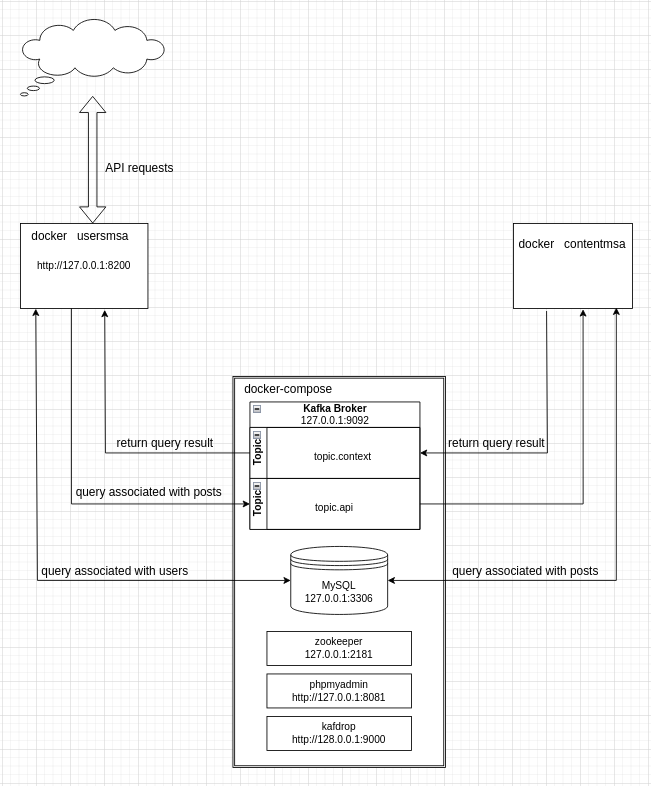 API requests
docker usersmsa
http://127.0.0.1:8200
docker contentmsa
docker-compose
Kafka Broker
127.0.0.1:9092
return query result
Topic
topic.context
return query result
query associated with posts
Topic
topic.api
query associated with users
MySQL
127.0.0.1:3306
query associated with posts
zookeeper
127.0.0.1:2181
phpmyadmin
http://127.0.0.1:8081
kafdrop
http://128.0.0.1:9000